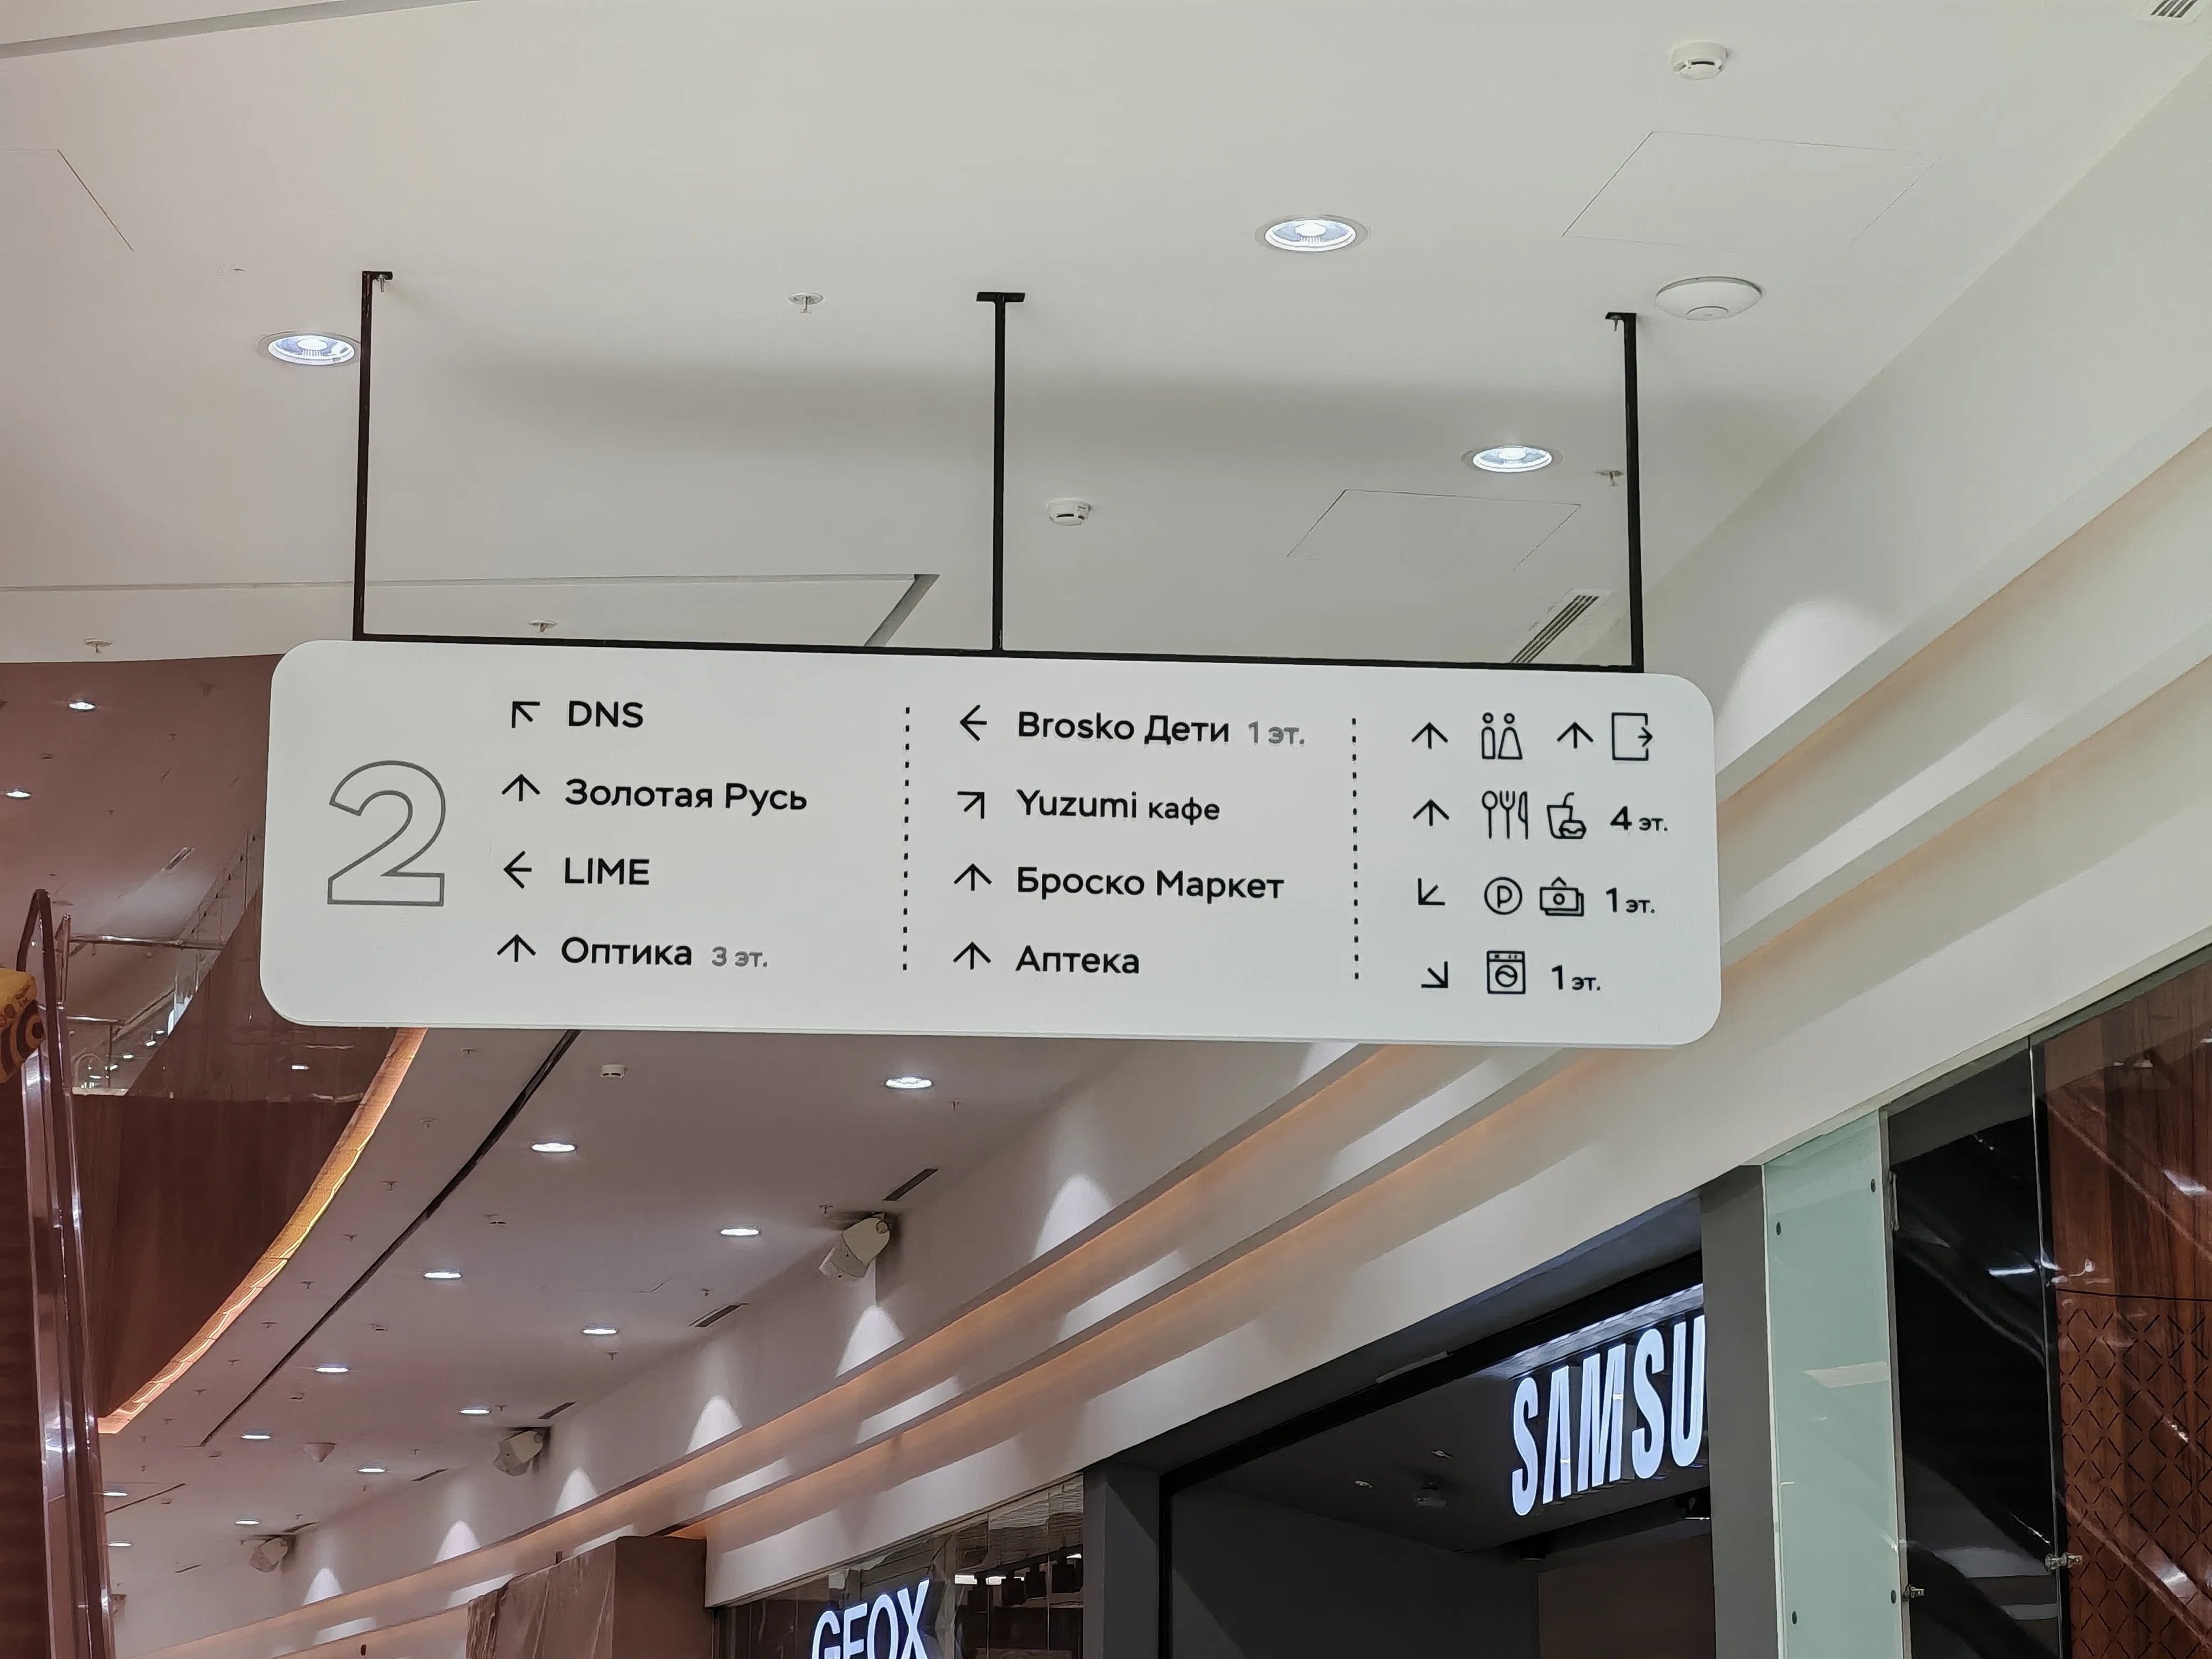 2
DNS
Золотая Русь
LIME
Оптика 3 эт.
Brosko Дети 1 эт.
Yuzumi кафе
Броско Маркет
Аптека
4 эт.
P 1 эт.
1 эт.
SAMSU
GEOX